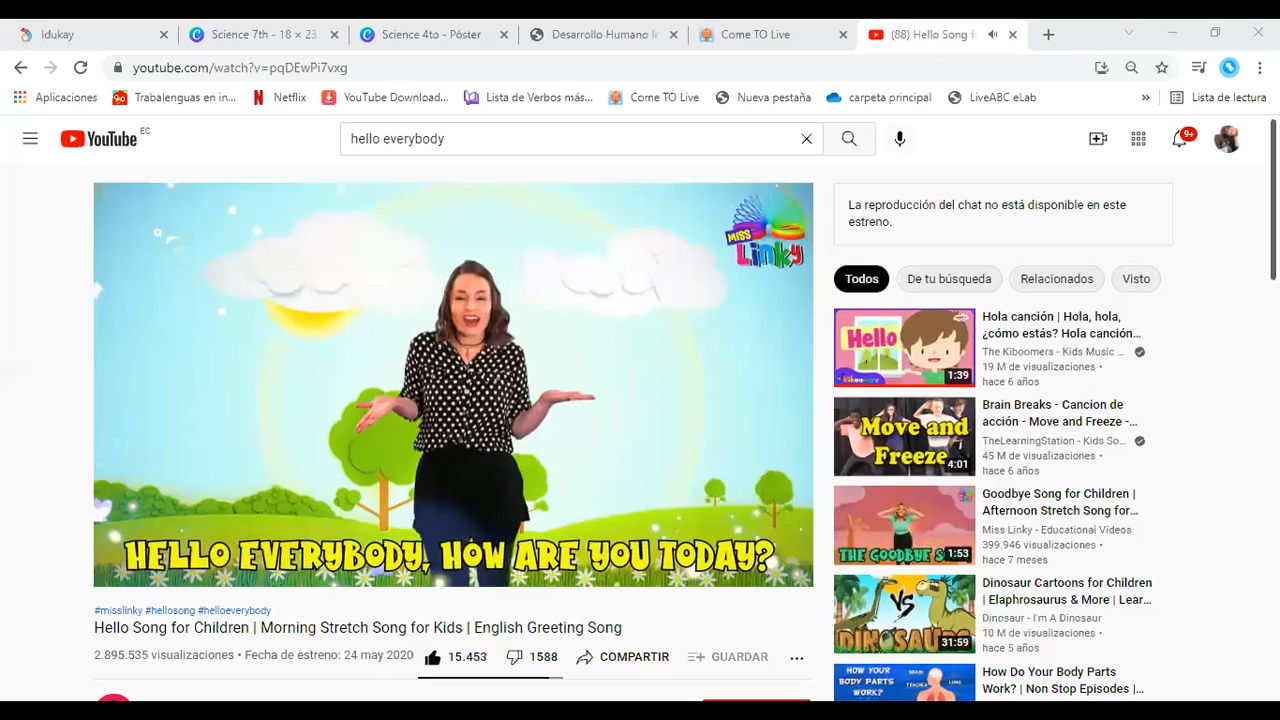 Idukay
Science 7th - 18 × 23
Science 4to - Póster
Desarrollo Humano I
Come TO Live
(88) Hello Song f
youtube.com/watch?v=pqDEwPi7vxg
Aplicaciones
Trabalenguas en in...
Netflix
YouTube Download...
Lista de Verbos más...
Come TO Live
Nueva pestaña
carpeta principal
LiveABC eLab
»
Lista de lectura
YouTube EC
hello everybody
9+
MISS Linky
HELLO EVERYBODY, HOW ARE YOU TODAY?
#misslinky #hellosong #helloeverybody
Hello Song for Children | Morning Stretch Song for Kids | English Greeting Song
2.895.535 visualizaciones • Fecha de estreno: 24 may 2020
15.453
1588
COMPARTIR
GUARDAR
La reproducción del chat no está disponible en este
estreno.
Todos
De tu búsqueda
Relacionados
Visto
Hello
1:39
Hola canción | Hola, hola,
¿cómo estás? Hola canción...
The Kiboomers - Kids Music ...
19 M de visualizaciones •
hace 6 años
Move and
Freeze
4:01
Brain Breaks - Cancion de
acción - Move and Freeze -...
TheLearningStation - Kids So...
45 M de visualizaciones •
hace 6 años
THE GOODBYE S
1:53
Goodbye Song for Children |
Afternoon Stretch Song for...
Miss Linky - Educational Videos
399.946 visualizaciones •
hace 7 meses
VS
DINOSAURS
31:59
Dinosaur Cartoons for Children
| Elaphrosaurus & More | Lear...
Dinosaur - I'm A Dinosaur
10 M de visualizaciones •
hace 5 años
HOW YOUR
BODY PARTS
WORK?
How Do Your Body Parts
Work? | Non Stop Episodes |...